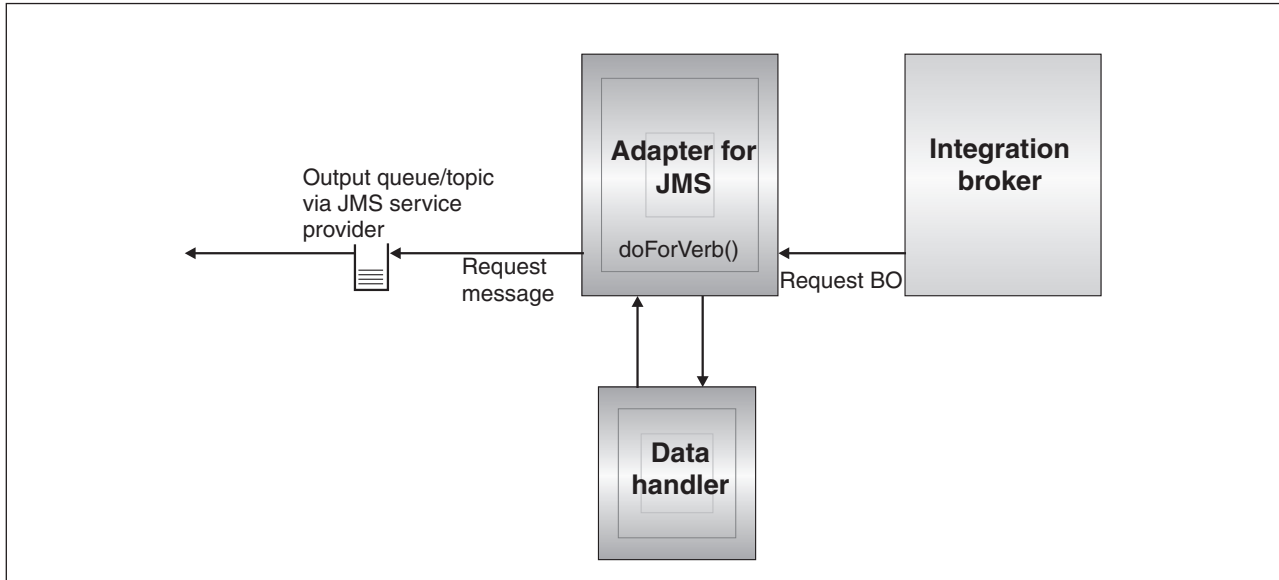 Adapter for
JMS
doForVerb()
Integration
broker
Output queue/topic
via JMS service
provider
Request
message
Request BO
Data
handler